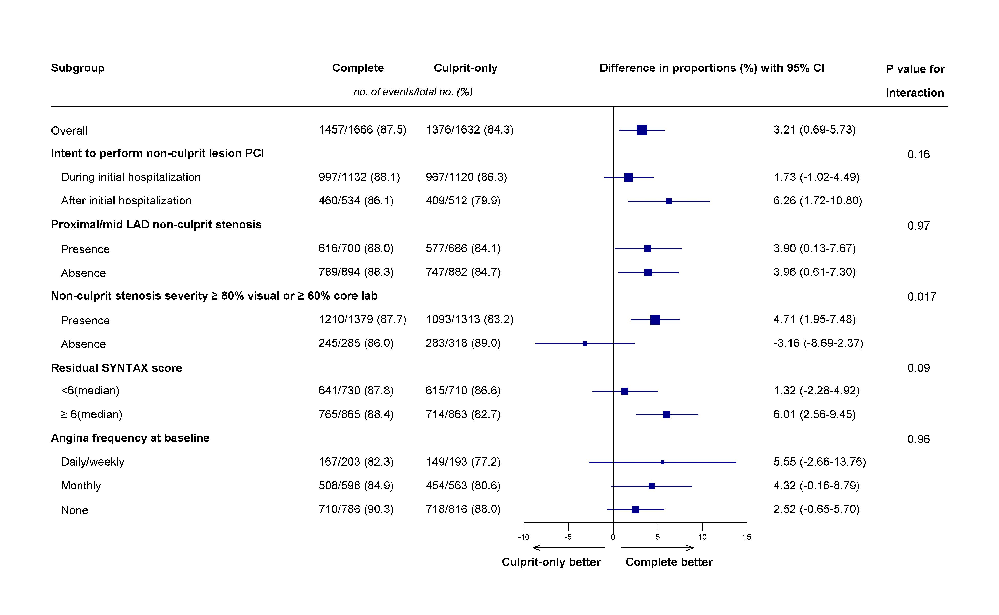 Subgroup Complete Culprit-only Difference in proportions (%) with 95% CI P value for
no. of events/total no. (%) Interaction
Overall 1457/1666 (87.5) 1376/1632 (84.3) 3.21 (0.69-5.73)
Intent to perform non-culprit lesion PCI 0.16
During initial hospitalization 997/1132 (88.1) 967/1120 (86.3) 1.73 (-1.02-4.49)
After initial hospitalization 460/534 (86.1) 409/512 (79.9) 6.26 (1.72-10.80)
Proximal/mid LAD non-culprit stenosis 0.97
Presence 616/700 (88.0) 577/686 (84.1) 3.90 (0.13-7.67)
Absence 789/894 (88.3) 747/882 (84.7) 3.96 (0.61-7.30)
Non-culprit stenosis severity ≥ 80% visual or ≥ 60% core lab 0.017
Presence 1210/1379 (87.7) 1093/1313 (83.2) 4.71 (1.95-7.48)
Absence 245/285 (86.0) 283/318 (89.0) -3.16 (-8.69-2.37)
Residual SYNTAX score 0.09
<6(median) 641/730 (87.8) 615/710 (86.6) 1.32 (-2.28-4.92)
≥ 6(median) 765/865 (88.4) 714/863 (82.7) 6.01 (2.56-9.45)
Angina frequency at baseline 0.96
Daily/weekly 167/203 (82.3) 149/193 (77.2) 5.55 (-2.66-13.76)
Monthly 508/598 (84.9) 454/563 (80.6) 4.32 (-0.16-8.79)
None 710/786 (90.3) 718/816 (88.0) 2.52 (-0.65-5.70)
-10 -5 0 5 10 15
Culprit-only better Complete better